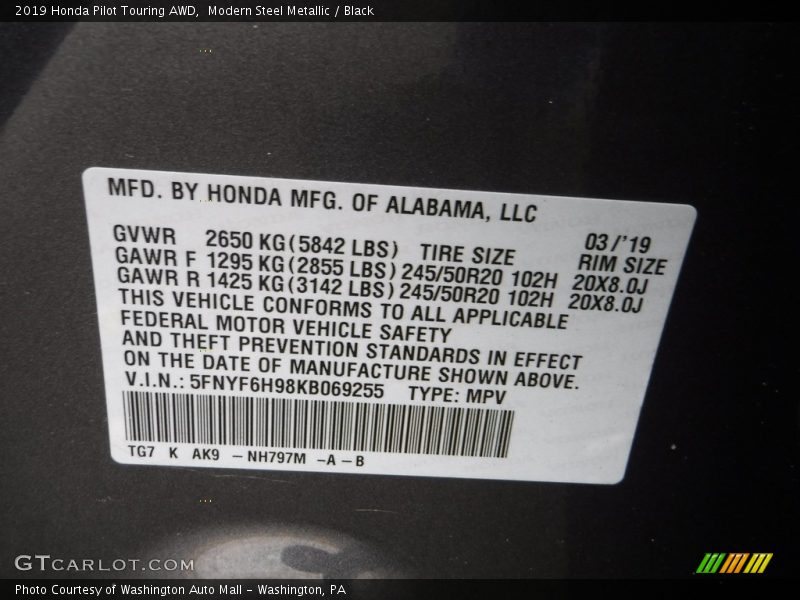 2019 Honda Pilot Touring AWD,  Modern Steel Metallic / Black
MFD. BY HONDA MFG. OF ALABAMA, LLC
03/'19
GVWR 2650 KG(5842 LBS) TIRE SIZE RIM SIZE
GAWR F 1295 KG(2855 LBS) 245/50R20 102H 20X8.0J
GAWR R 1425 KG(3142 LBS) 245/50R20 102H 20X8.0J
THIS VEHICLE CONFORMS TO ALL APPLICABLE
FEDERAL MOTOR VEHICLE SAFETY
AND THEFT PREVENTION STANDARDS IN EFFECT
ON THE DATE OF MANUFACTURE SHOWN ABOVE.
V.I.N.: 5FNYF6H98KB069255 TYPE: MPV
TG7 K AK9 – NH797M –A – B
GTCARLOT.COM
Photo Courtesy of Washington Auto Mall – Washington, PA